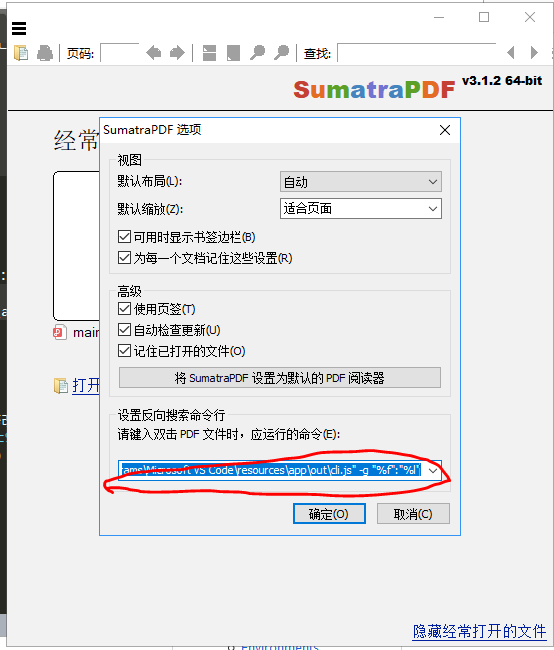 页码:
查找:
SumatraPDF v3.1.2 64-bit
经常
SumatraPDF 选项
视图
默认布局(L): 自动
默认缩放(Z): 适合页面
可用时显示书签边栏(B)
为每一个文档记住这些设置(R)
高级
使用页签(T)
自动检查更新(U)
记住已打开的文件(O)
将 SumatraPDF 设置为默认的 PDF 阅读器
main
打开
设置反向搜索命令行
请键入双击 PDF 文件时，应运行的命令(E):
ams\Microsoft VS Code\resources\app\out\cli.js" -g "%f":"%l"
确定(O)
取消(C)
隐藏经常打开的文件
Environments